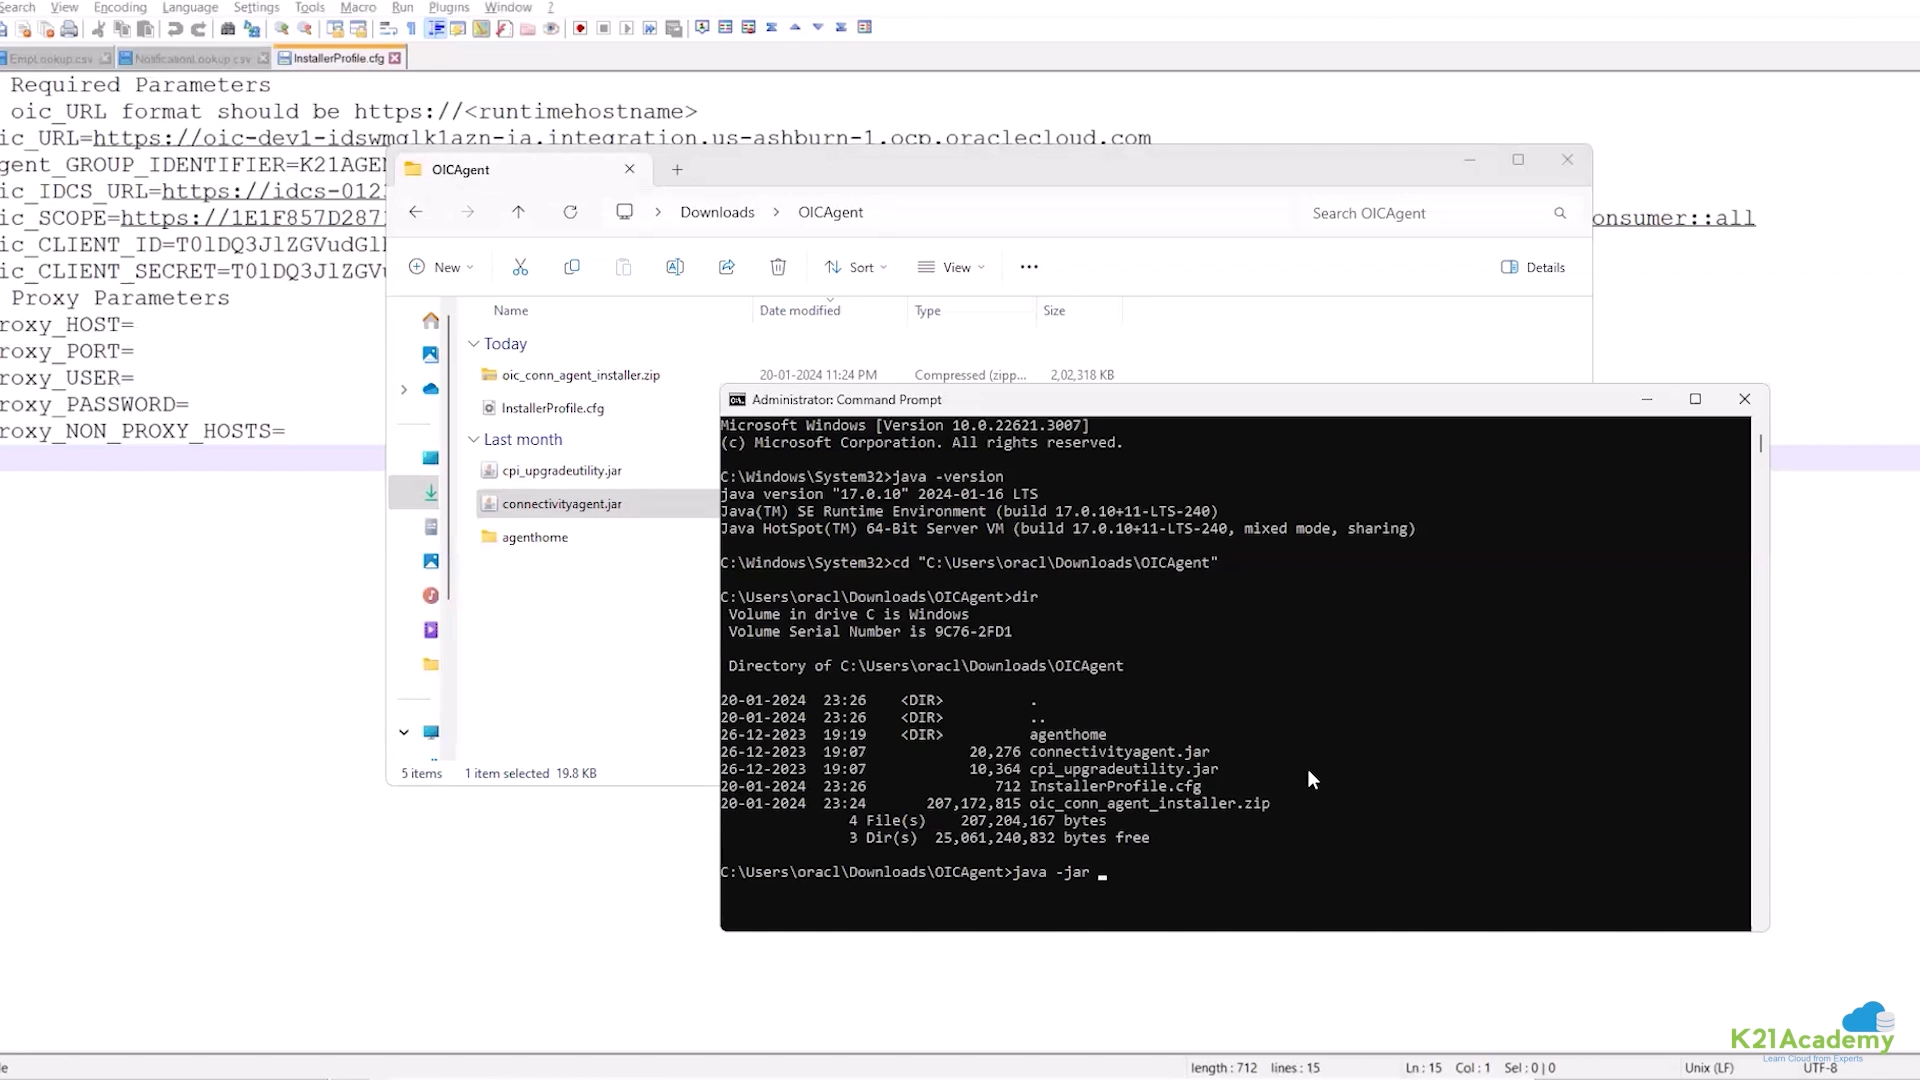 Search View Encoding Language Settings Tools Macro Run Plugins Window ?
EmpLookup.csv NotificationLookup.csv InstallerProfile.cfg
Required Parameters
oic_URL format should be https://<runtimehostname>
ic_URL=https://oic-dev1-idswmglk1azn-ia.integration.us-ashburn-1.ocp.oraclecloud.com
gent_GROUP_IDENTIFIER=K21AGEN
ic_IDCS_URL=https://idcs-012
ic_SCOPE=https://1E1F857D287 onsumer::all
ic_CLIENT_ID=T0lDQ3JlZGVudGl
ic_CLIENT_SECRET=T0lDQ3JlZGV
Proxy Parameters
roxy_HOST=
roxy_PORT=
roxy_USER=
roxy_PASSWORD=
roxy_NON_PROXY_HOSTS=
OICAgent
Downloads > OICAgent
Search OICAgent
New Sort View ... Details
Name Date modified Type Size
Today
oic_conn_agent_installer.zip 20-01-2024 11:24 PM Compressed (zipp... 2,02,318 KB
InstallerProfile.cfg
Last month
cpi_upgradeutility.jar
connectivityagent.jar
agenthome
5 items 1 item selected 19.8 KB
Administrator: Command Prompt
Microsoft Windows [Version 10.0.22621.3007]
(c) Microsoft Corporation. All rights reserved.
C:\Windows\System32>java -version
java version "17.0.10" 2024-01-16 LTS
Java(TM) SE Runtime Environment (build 17.0.10+11-LTS-240)
Java HotSpot(TM) 64-Bit Server VM (build 17.0.10+11-LTS-240, mixed mode, sharing)
C:\Windows\System32>cd "C:\Users\oracl\Downloads\OICAgent"
C:\Users\oracl\Downloads\OICAgent>dir
Volume in drive C is Windows
Volume Serial Number is 9C76-2FD1
Directory of C:\Users\oracl\Downloads\OICAgent
20-01-2024 23:26 <DIR> .
20-01-2024 23:26 <DIR> ..
26-12-2023 19:19 <DIR> agenthome
26-12-2023 19:07 20,276 connectivityagent.jar
26-12-2023 19:07 10,364 cpi_upgradeutility.jar
20-01-2024 23:26 712 InstallerProfile.cfg
20-01-2024 23:24 207,172,815 oic_conn_agent_installer.zip
4 File(s) 207,204,167 bytes
3 Dir(s) 25,061,240,832 bytes free
C:\Users\oracl\Downloads\OICAgent>java -jar _
K21Academy
Learn Cloud from Experts
le length : 712 lines : 15 Ln : 15 Col : 1 Sel : 0 | 0 Unix (LF) UTF-8